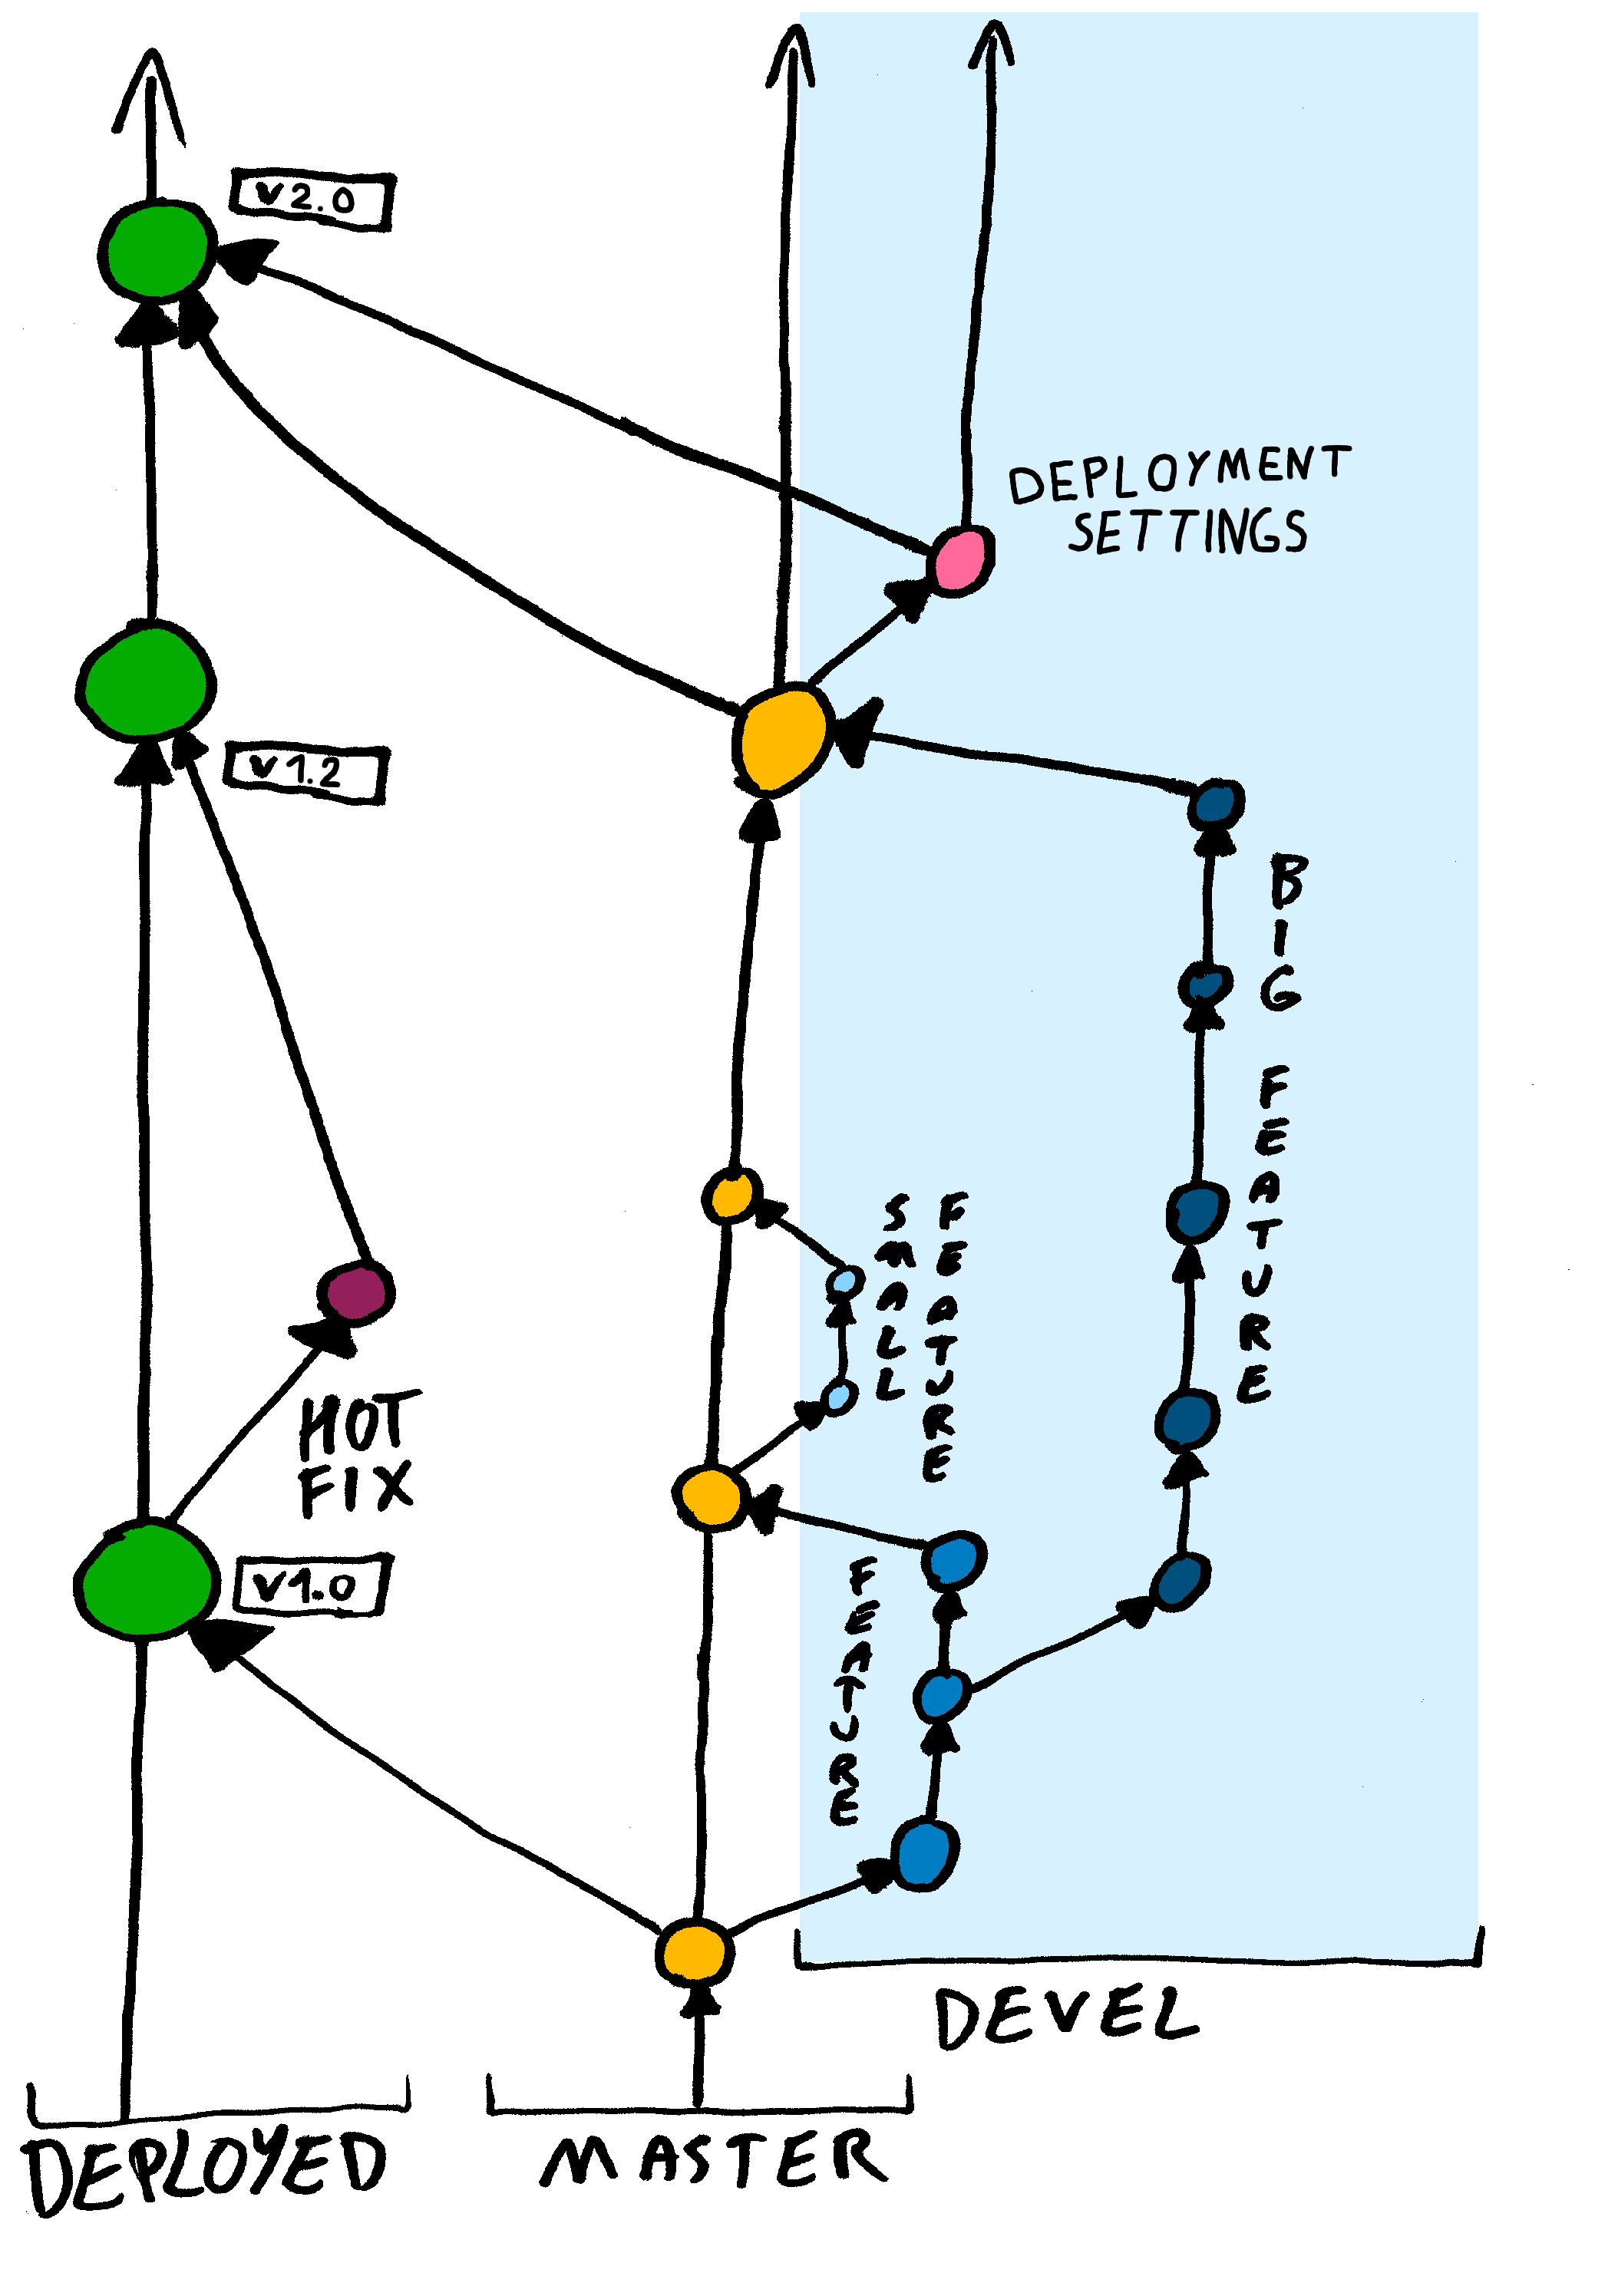 v2.0
DEPLOYMENT
SETTINGS
v1.2
BIG FEATURE
SMALL
FEATURE
HOT
FIX
v1.0
FEATURE
DEVEL
DEPLOYED
MASTER